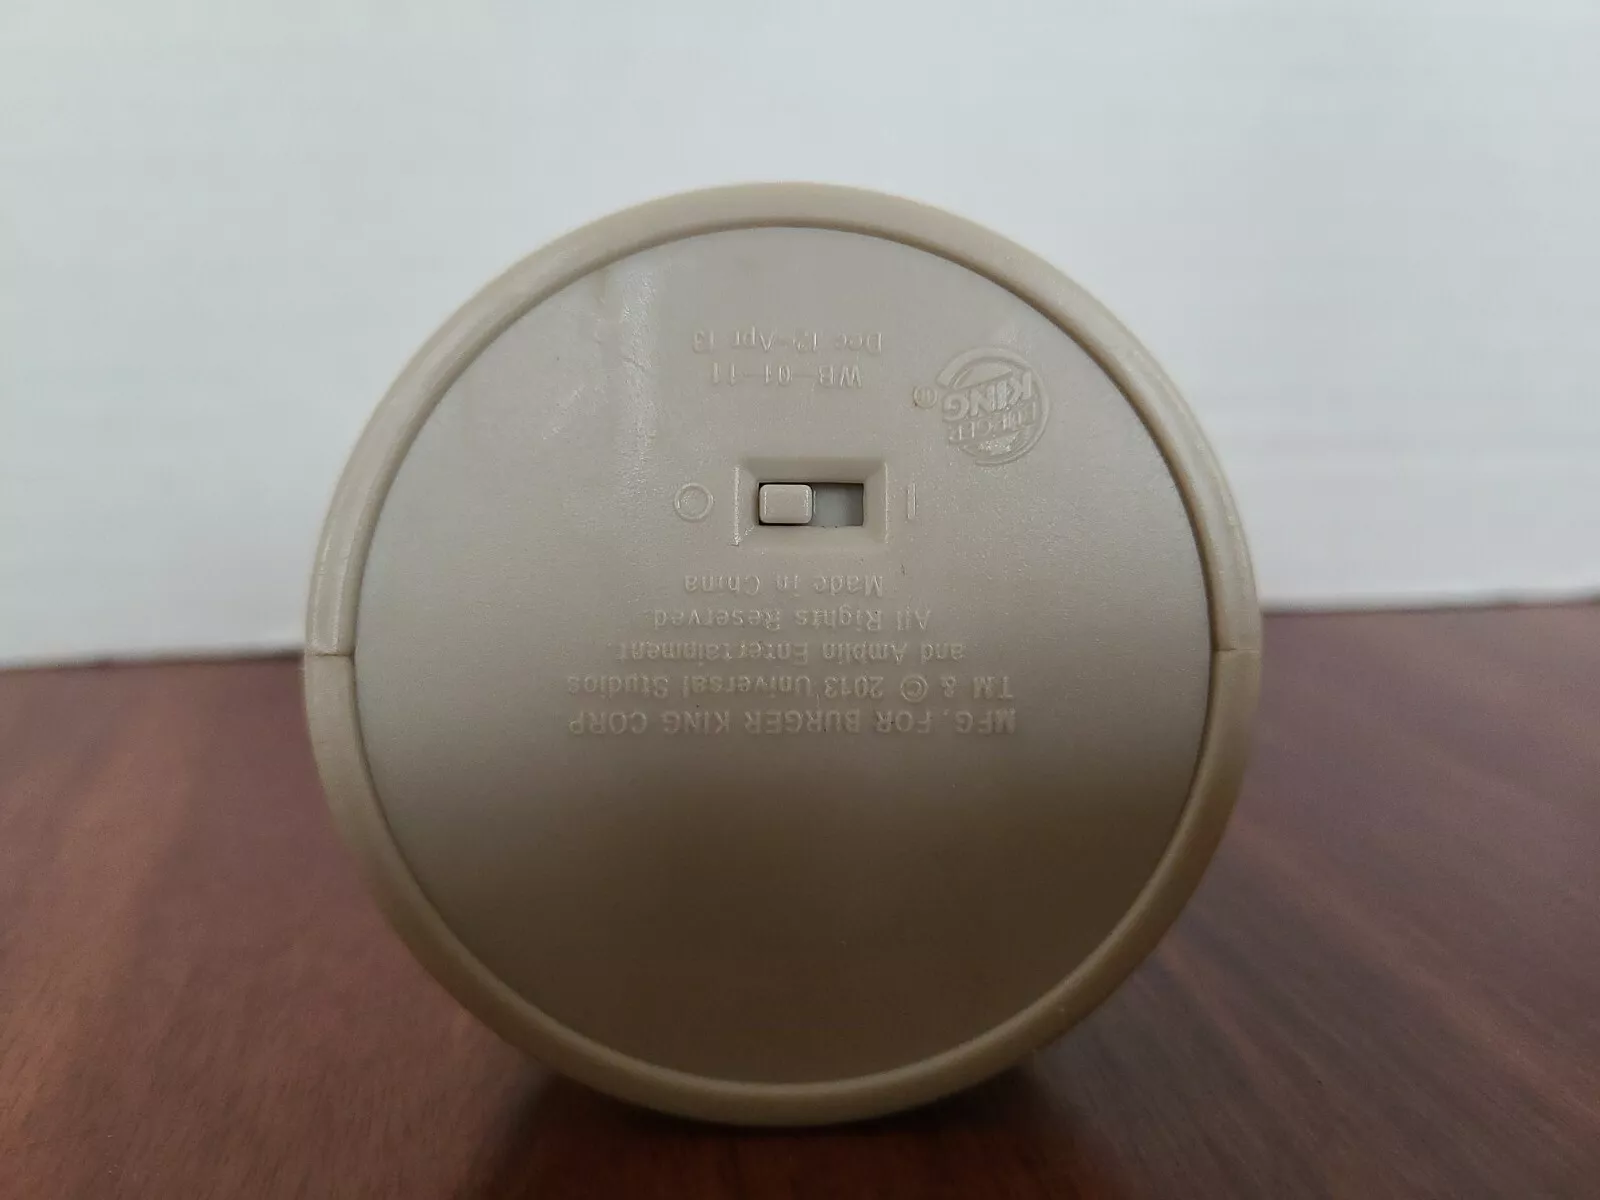 MFG. FOR BURGER KING CORP.
TM & © 2013 Universal Studios
and Amblin Entertainment.
All Rights Reserved.
Made in China
I
O
BURGER
KING
WB-01-11
Dec 12-Apr 13